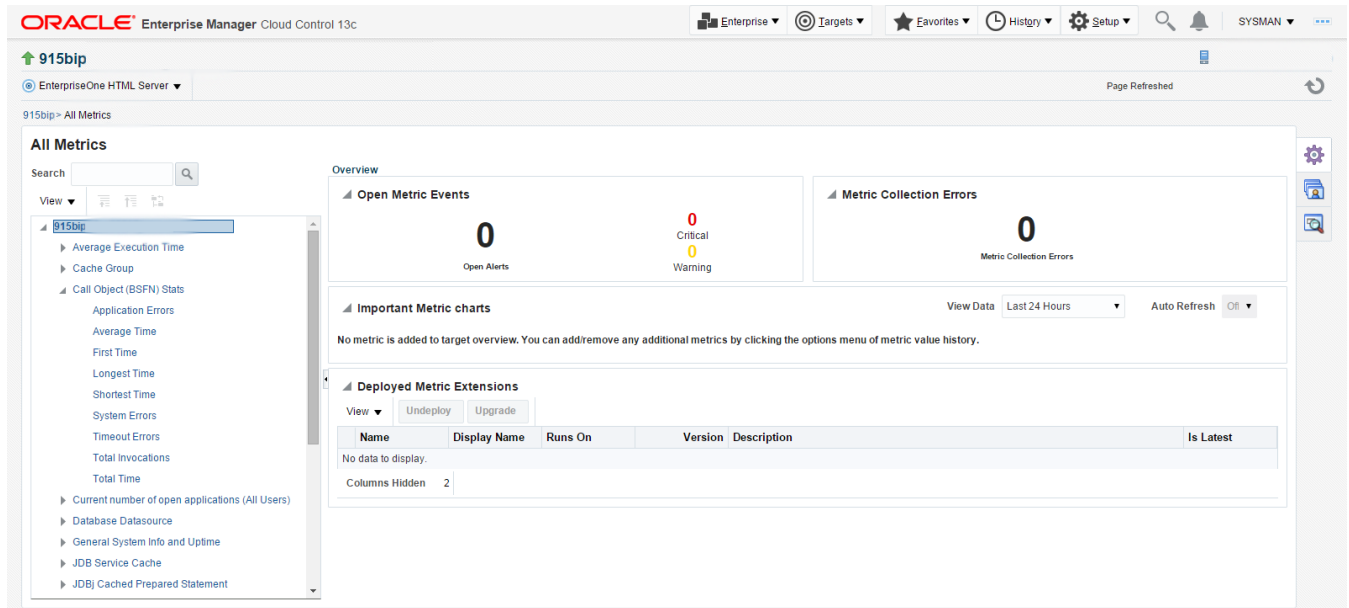 ORACLE® Enterprise Manager Cloud Control 13c Enterprise Targets Favorites History Setup SYSMAN
915bip
EnterpriseOne HTML Server Page Refreshed
915bip> All Metrics
All Metrics
Search
View
915bip
Average Execution Time
Cache Group
Call Object (BSFN) Stats
Application Errors
Average Time
First Time
Longest Time
Shortest Time
System Errors
Timeout Errors
Total Invocations
Total Time
Current number of open applications (All Users)
Database Datasource
General System Info and Uptime
JDB Service Cache
JDBj Cached Prepared Statement
Overview
Open Metric Events
0
Open Alerts
0
Critical
0
Warning
Metric Collection Errors
0
Metric Collection Errors
Important Metric charts View Data Last 24 Hours Auto Refresh Off
No metric is added to target overview. You can add/remove any additional metrics by clicking the options menu of metric value history.
Deployed Metric Extensions
View Undeploy Upgrade
Name Display Name Runs On Version Description Is Latest
No data to display.
Columns Hidden 2